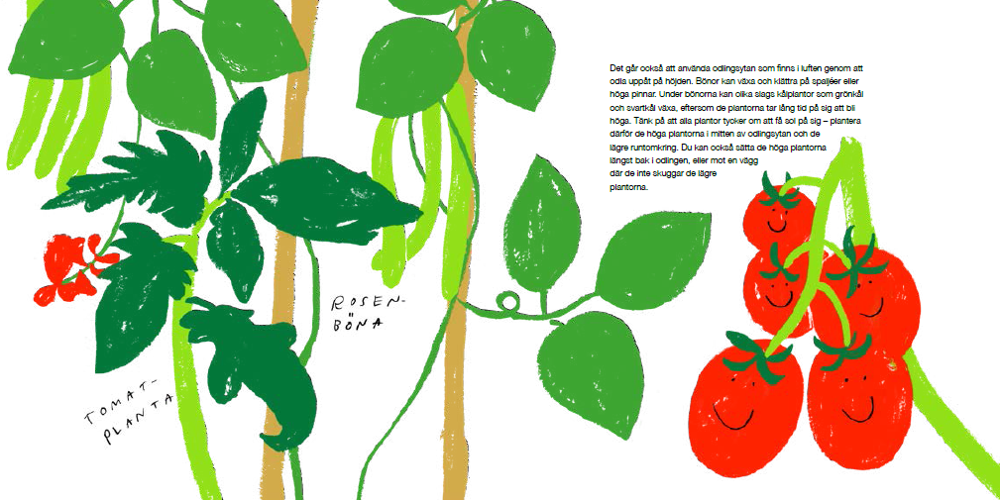 Det går också att använda odlingsytan som finns i luften genom att
odla uppåt på höjden. Bönor kan växa och klättra på spaljéer eller
höga pinnar. Under bönorna kan olika slags kålplantor som grönkål
och svartkål växa, eftersom de plantorna tar lång tid på sig att bli
höga. Tänk på att alla plantor tycker om att få sol på sig – plantera
därför de höga plantorna i mitten av odlingsytan och de
lägre runtomkring. Du kan också sätta de höga plantorna
längst bak i odlingen, eller mot en vägg
där de inte skuggar de lägre
plantorna.
ROSEN-
BÖNA
TOMAT-
PLANTA